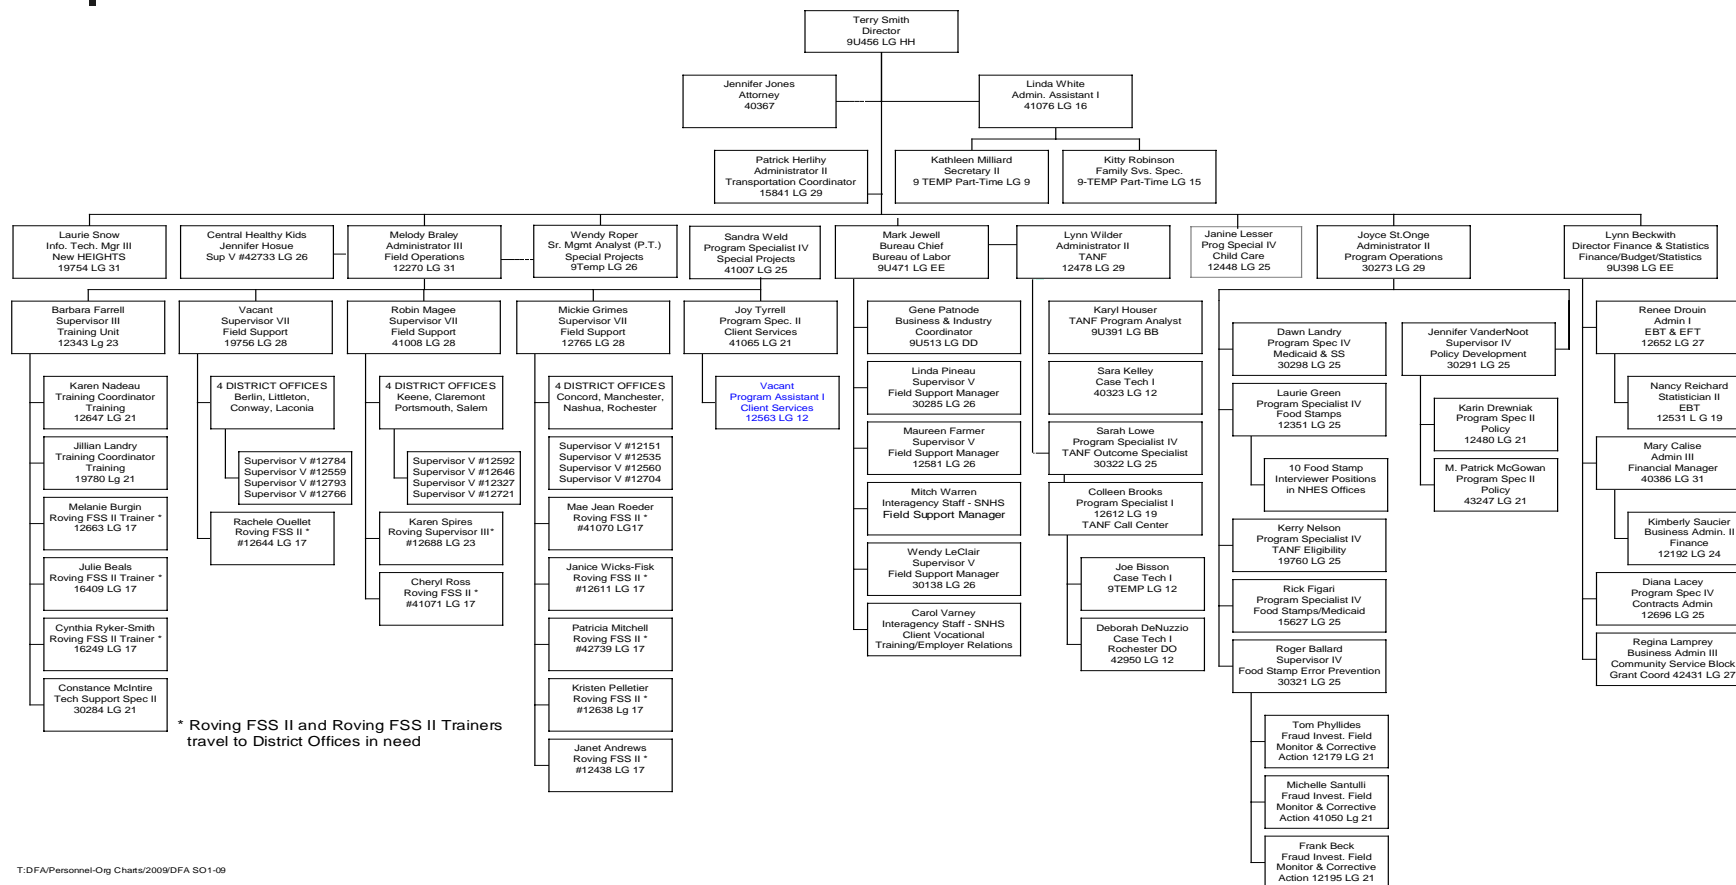 Terry Smith
Director
9U456 LG HH
Jennifer Jones
Attorney
40367
Linda White
Admin. Assistant I
41076 LG 16
Patrick Herlihy
Administrator II
Transportation Coordinator
15841 LG 29
Kathleen Milliard
Secretary II
9 TEMP Part-Time LG 9
Kitty Robinson
Family Svs. Spec.
9-TEMP Part-Time LG 15
Laurie Snow
Info. Tech. Mgr III
New HEIGHTS
19754 LG 31
Central Healthy Kids
Jennifer Hosue
Sup V #42733 LG 26
Melody Braley
Administrator III
Field Operations
12270 LG 31
Wendy Roper
Sr. Mgmt Analyst (P.T.)
Special Projects
9Temp LG 26
Sandra Weld
Program Specialist IV
Special Projects
41007 LG 25
Mark Jewell
Bureau Chief
Bureau of Labor
9U471 LG EE
Lynn Wilder
Administrator II
TANF
12478 LG 29
Janine Lesser
Prog Special IV
Child Care
12448 LG 25
Joyce St.Onge
Administrator II
Program Operations
30273 LG 29
Lynn Beckwith
Director Finance & Statistics
Finance/Budget/Statistics
9U398 LG EE
Barbara Farrell
Supervisor III
Training Unit
12343 Lg 23
Vacant
Supervisor VII
Field Support
19756 LG 28
Robin Magee
Supervisor VII
Field Support
41008 LG 28
Mickie Grimes
Supervisor VII
Field Support
12765 LG 28
Joy Tyrrell
Program Spec. II
Client Services
41065 LG 21
Karen Nadeau
Training Coordinator
Training
12647 LG 21
Jillian Landry
Training Coordinator
Training
19780 Lg 21
Melanie Burgin
Roving FSS II Trainer *
12663 LG 17
Julie Beals
Roving FSS II Trainer *
16409 LG 17
Cynthia Ryker-Smith
Roving FSS II Trainer *
16249 LG 17
Constance McIntire
Tech Support Spec II
30284 LG 21
4 DISTRICT OFFICES
Berlin, Littleton,
Conway, Laconia
Supervisor V #12784
Supervisor V #12559
Supervisor V #12793
Supervisor V #12766
Rachele Ouellet
Roving FSS II *
#12644 LG 17
4 DISTRICT OFFICES
Keene, Claremont
Portsmouth, Salem
Supervisor V #12592
Supervisor V #12646
Supervisor V #12327
Supervisor V #12721
Karen Spires
Roving Supervisor III*
#12688 LG 23
Cheryl Ross
Roving FSS II *
#41071 LG 17
4 DISTRICT OFFICES
Concord, Manchester,
Nashua, Rochester
Supervisor V #12151
Supervisor V #12535
Supervisor V #12560
Supervisor V #12704
Mae Jean Roeder
Roving FSS II *
#41070 LG17
Janice Wicks-Fisk
Roving FSS II *
#12611 LG 17
Patricia Mitchell
Roving FSS II *
#42739 LG 17
Kristen Pelletier
Roving FSS II *
#12638 Lg 17
Janet Andrews
Roving FSS II *
#12438 LG 17
Vacant
Program Assistant I
Client Services
12563 LG 12
Gene Patnode
Business & Industry
Coordinator
9U513 LG DD
Linda Pineau
Supervisor V
Field Support Manager
30285 LG 26
Maureen Farmer
Supervisor V
Field Support Manager
12581 LG 26
Mitch Warren
Interagency Staff - SNHS
Field Support Manager
Wendy LeClair
Supervisor V
Field Support Manager
30138 LG 26
Carol Varney
Interagency Staff - SNHS
Client Vocational
Training/Employer Relations
Karyl Houser
TANF Program Analyst
9U391 LG BB
Sara Kelley
Case Tech I
40323 LG 12
Sarah Lowe
Program Specialist IV
TANF Outcome Specialist
30322 LG 25
Colleen Brooks
Program Specialist I
12612 LG 19
TANF Call Center
Joe Bisson
Case Tech I
9TEMP LG 12
Deborah DeNuzzio
Case Tech I
Rochester DO
42950 LG 12
Dawn Landry
Program Spec IV
Medicaid & SS
30298 LG 25
Laurie Green
Program Specialist IV
Food Stamps
12351 LG 25
10 Food Stamp
Interviewer Positions
in NHES Offices
Kerry Nelson
Program Specialist IV
TANF Eligibility
19760 LG 25
Rick Figari
Program Specialist IV
Food Stamps/Medicaid
15627 LG 25
Roger Ballard
Supervisor IV
Food Stamp Error Prevention
30321 LG 25
Tom Phyllides
Fraud Invest. Field
Monitor & Corrective
Action 12179 LG 21
Michelle Santulli
Fraud Invest. Field
Monitor & Corrective
Action 41050 Lg 21
Frank Beck
Fraud Invest. Field
Monitor & Corrective
Action 12195 LG 21
Jennifer VanderNoot
Supervisor IV
Policy Development
30291 LG 25
Karin Drewniak
Program Spec II
Policy
12480 LG 21
M. Patrick McGowan
Program Spec II
Policy
43247 LG 21
Renee Drouin
Admin I
EBT & EFT
12652 LG 27
Nancy Reichard
Statistician II
EBT
12531 L G 19
Mary Calise
Admin III
Financial Manager
40386 LG 31
Kimberly Saucier
Business Admin. II
Finance
12192 LG 24
Diana Lacey
Program Spec IV
Contracts Admin
12696 LG 25
Regina Lamprey
Business Admin III
Community Service Block
Grant Coord 42431 LG 27
* Roving FSS II and Roving FSS II Trainers
travel to District Offices in need
T:DFA/Personnel-Org Charts/2009/DFA SO1-09